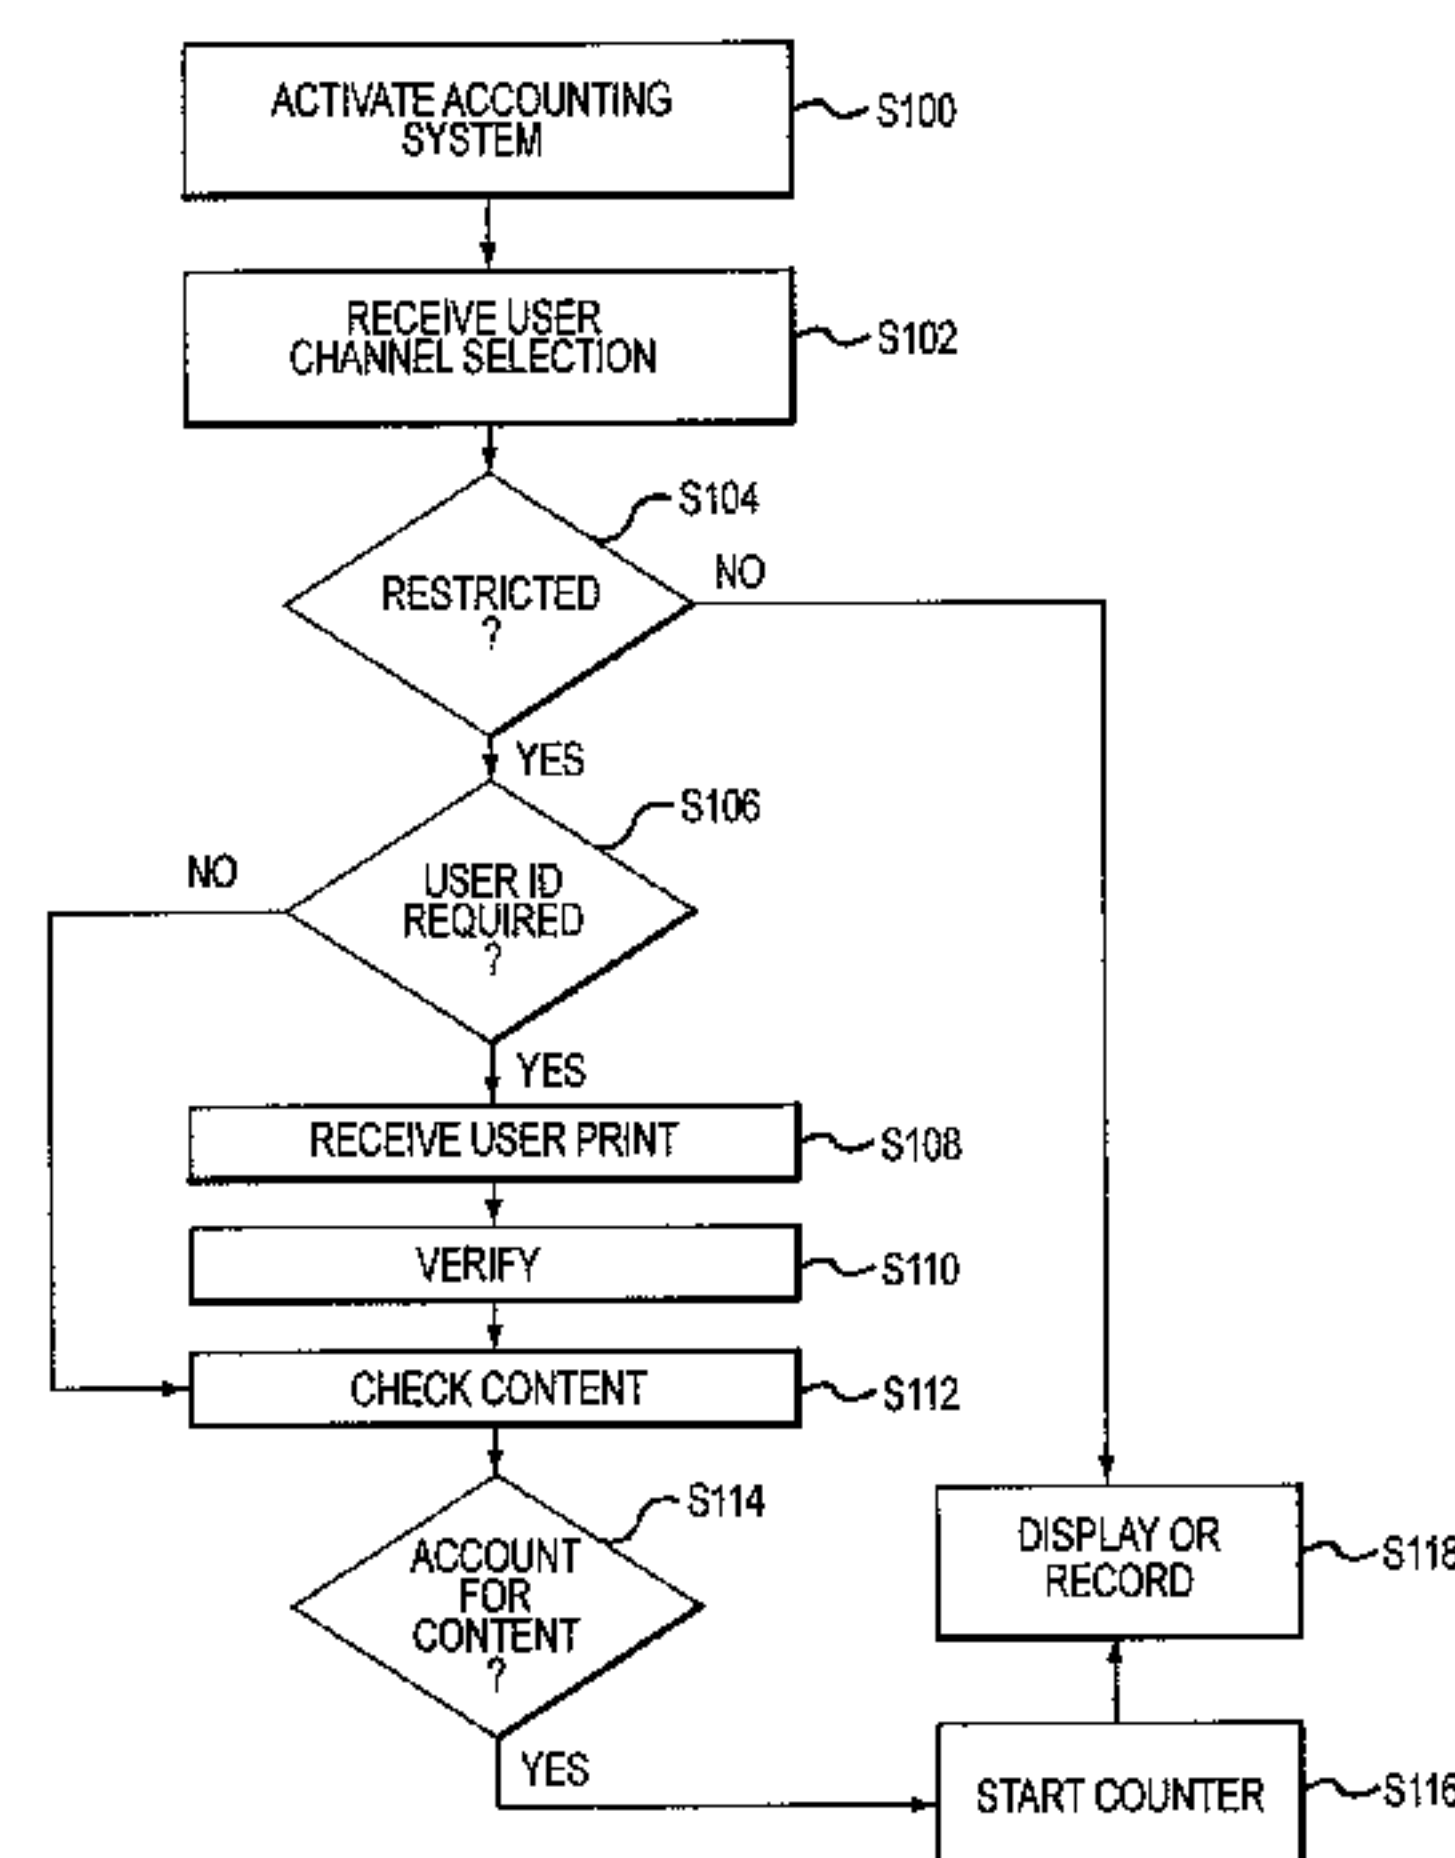 ACTIVATE ACCOUNTING
SYSTEM
S100
RECEIVE USER
CHANNEL SELECTION
S102
S104
RESTRICTED
?
NO
YES
S106
NO
USER ID
REQUIRED
?
YES
RECEIVE USER PRINT
S108
VERIFY
S110
CHECK CONTENT
S112
S114
ACCOUNT
FOR
CONTENT
?
YES
DISPLAY OR
RECORD
S118
START COUNTER
S116